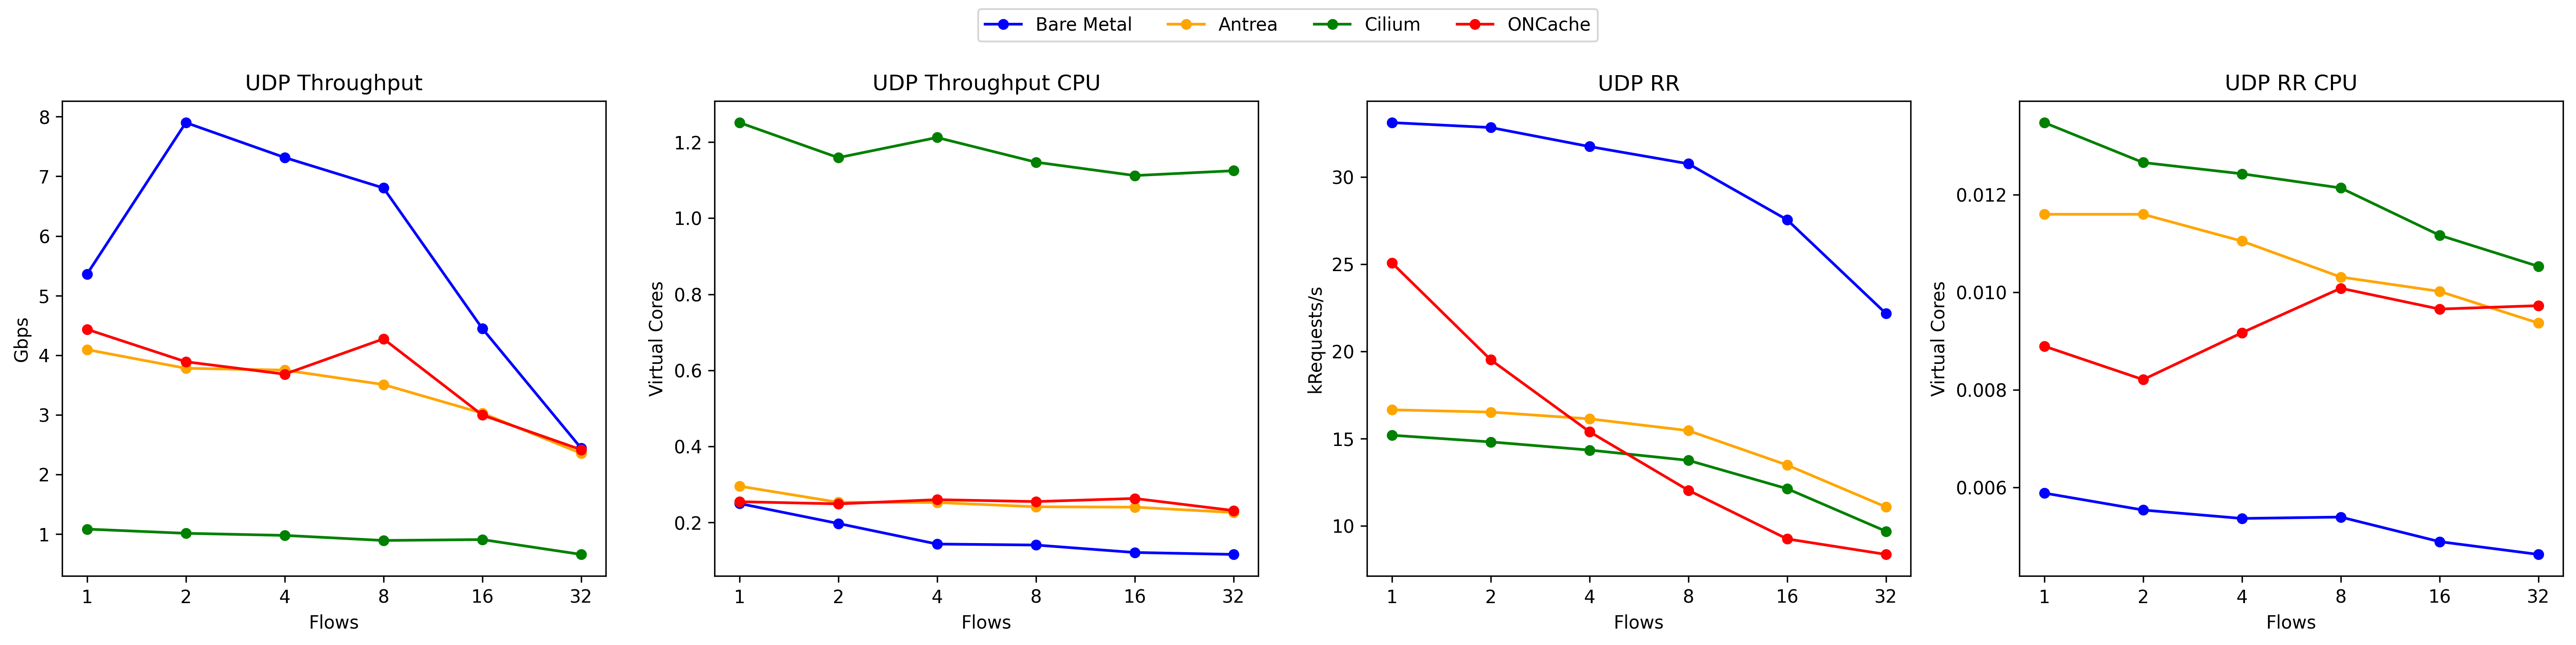 Bare Metal Antrea Cilium ONCache
UDP Throughput
Gbps
8
7
6
5
4
3
2
1
1 2 4 8 16 32
Flows
UDP Throughput CPU
Virtual Cores
1.2
1.0
0.8
0.6
0.4
0.2
1 2 4 8 16 32
Flows
UDP RR
kRequests/s
30
25
20
15
10
1 2 4 8 16 32
Flows
UDP RR CPU
Virtual Cores
0.012
0.010
0.008
0.006
1 2 4 8 16 32
Flows